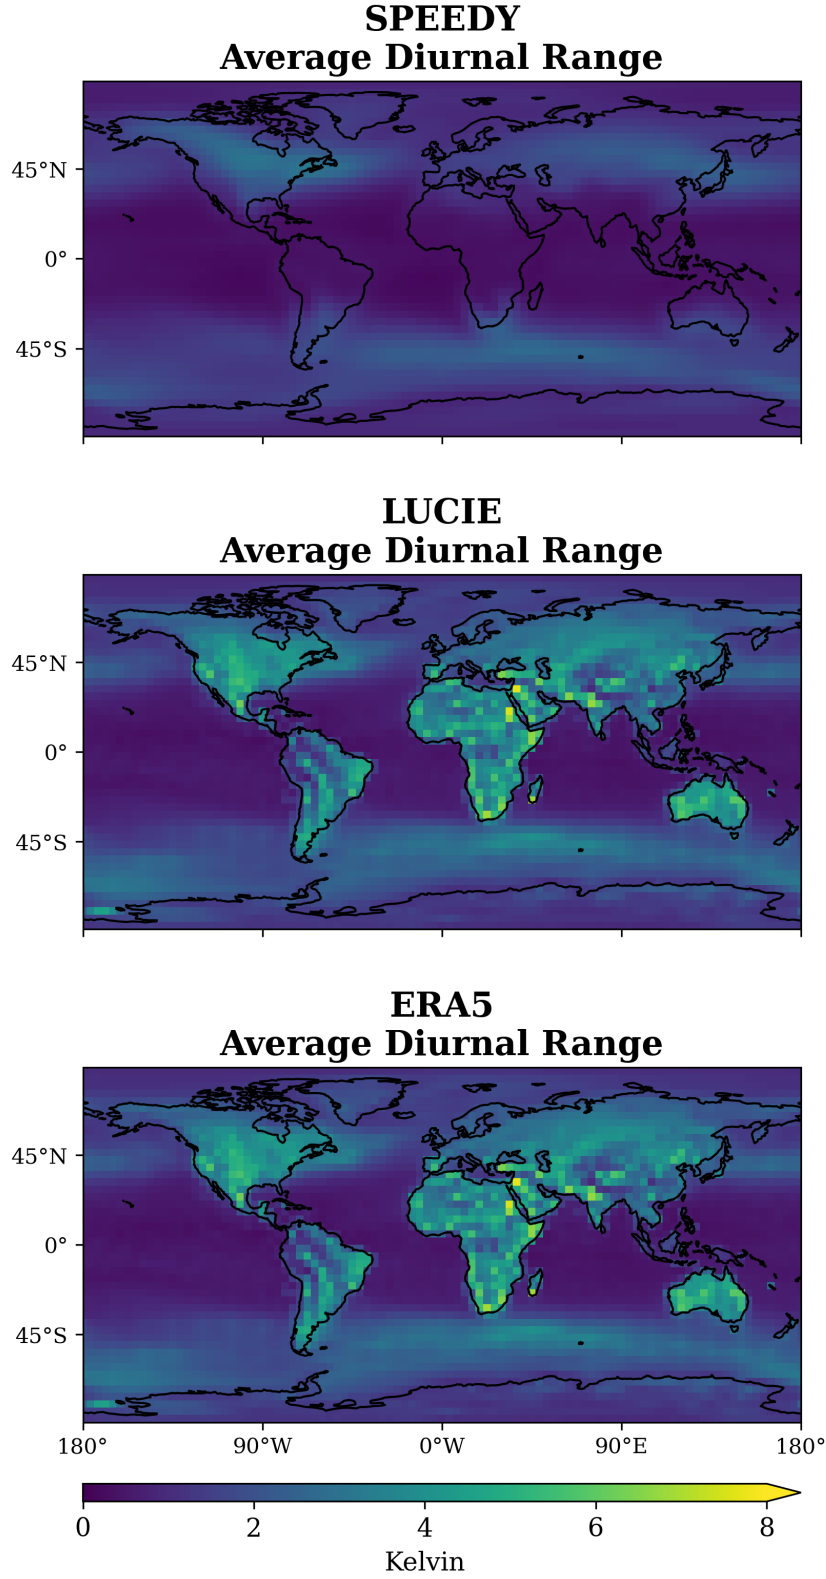 SPEEDY
Average Diurnal Range
45°N
0°
45°S
LUCIE
Average Diurnal Range
45°N
0°
45°S
ERA5
Average Diurnal Range
45°N
0°
45°S
180° 90°W 0°W 90°E 180°
0 2 4 6 8
Kelvin